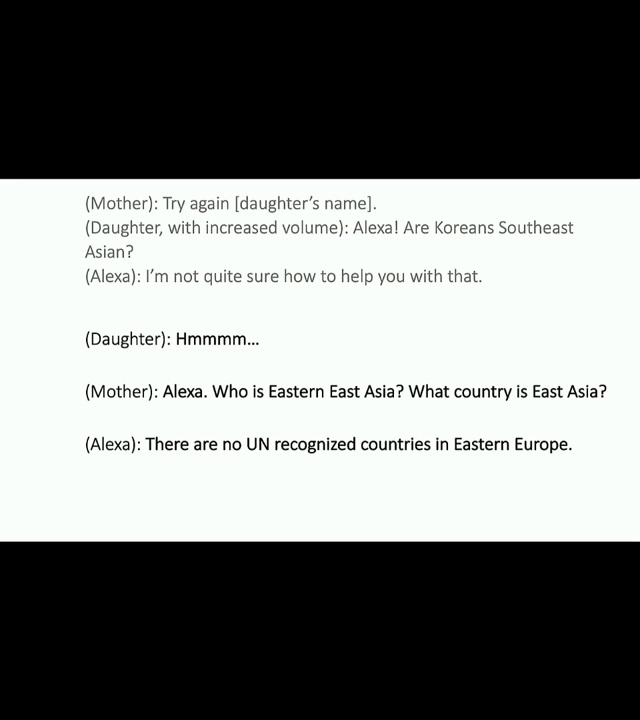 (Mother): Try again [daughter’s name].
(Daughter, with increased volume): Alexa! Are Koreans Southeast
Asian?
(Alexa): I’m not quite sure how to help you with that.
(Daughter): Hmmmm…
(Mother): Alexa. Who is Eastern East Asia? What country is East Asia?
(Alexa): There are no UN recognized countries in Eastern Europe.